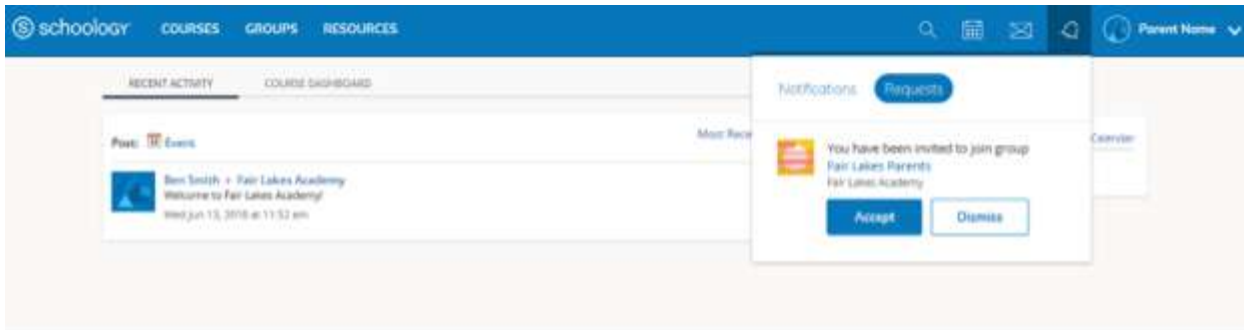 schoology COURSES GROUPS RESOURCES Parent Name
RECENT ACTIVITY COURSE DASHBOARD
Post: Event Most Rece
Ben Smith Fair Lakes Academy
Welcome to Fair Lakes Academy!
Wed Jun 13, 2018 at 11:52 am
Notifications Requests
You have been invited to join group
Fair Lakes Parents
Fair Lakes Academy
Accept Dismiss
Calendar